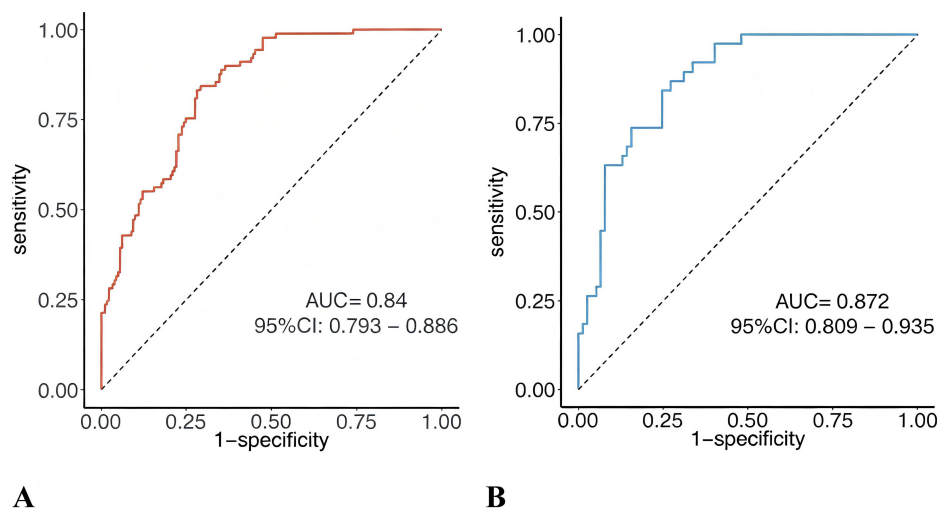 1.00
0.75
0.50
0.25
0.00
sensitivity
AUC= 0.84
95%CI: 0.793 – 0.886
0.00 0.25 0.50 0.75 1.00
1−specificity
A
1.00
0.75
0.50
0.25
0.00
sensitivity
AUC= 0.872
95%CI: 0.809 – 0.935
0.00 0.25 0.50 0.75 1.00
1−specificity
B